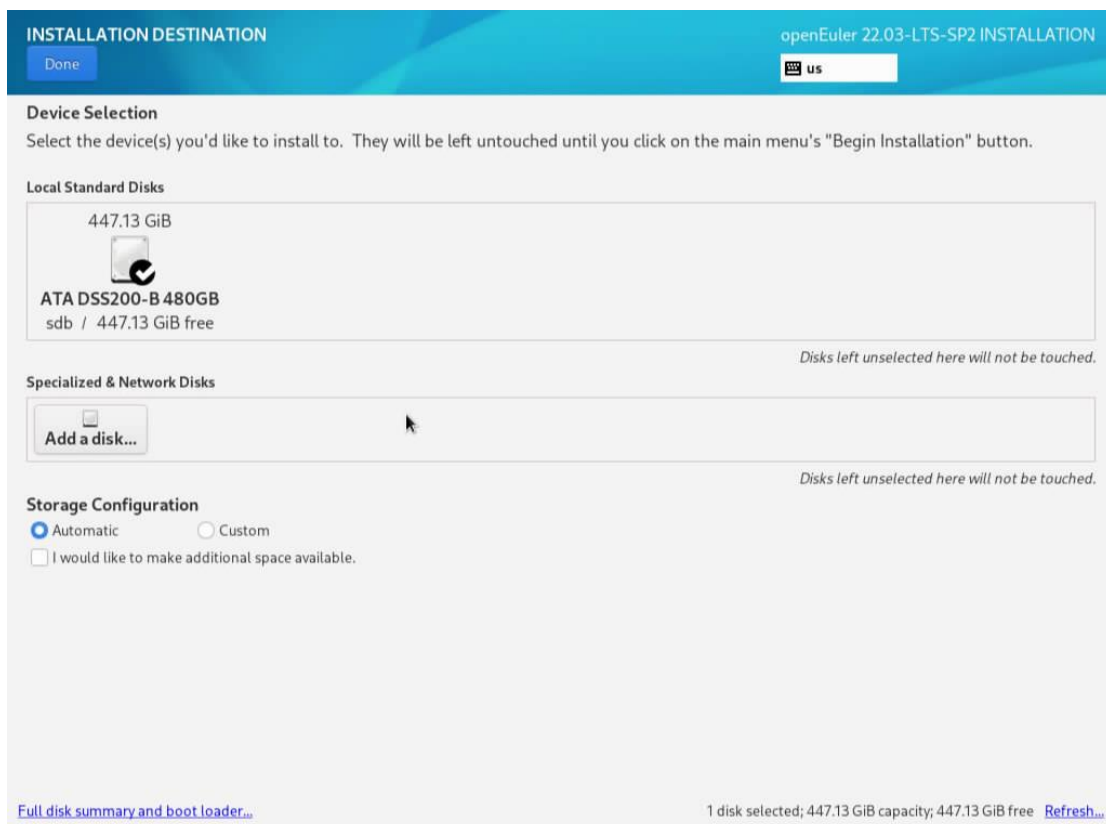 INSTALLATION DESTINATION
openEuler 22.03-LTS-SP2 INSTALLATION
Done
us
Device Selection
Select the device(s) you'd like to install to. They will be left untouched until you click on the main menu's "Begin Installation" button.
Local Standard Disks
447.13 GiB
ATA DSS200-B 480GB
sdb / 447.13 GiB free
Disks left unselected here will not be touched.
Specialized & Network Disks
Add a disk...
Disks left unselected here will not be touched.
Storage Configuration
Automatic
Custom
I would like to make additional space available.
Full disk summary and boot loader...
1 disk selected; 447.13 GiB capacity; 447.13 GiB free Refresh...